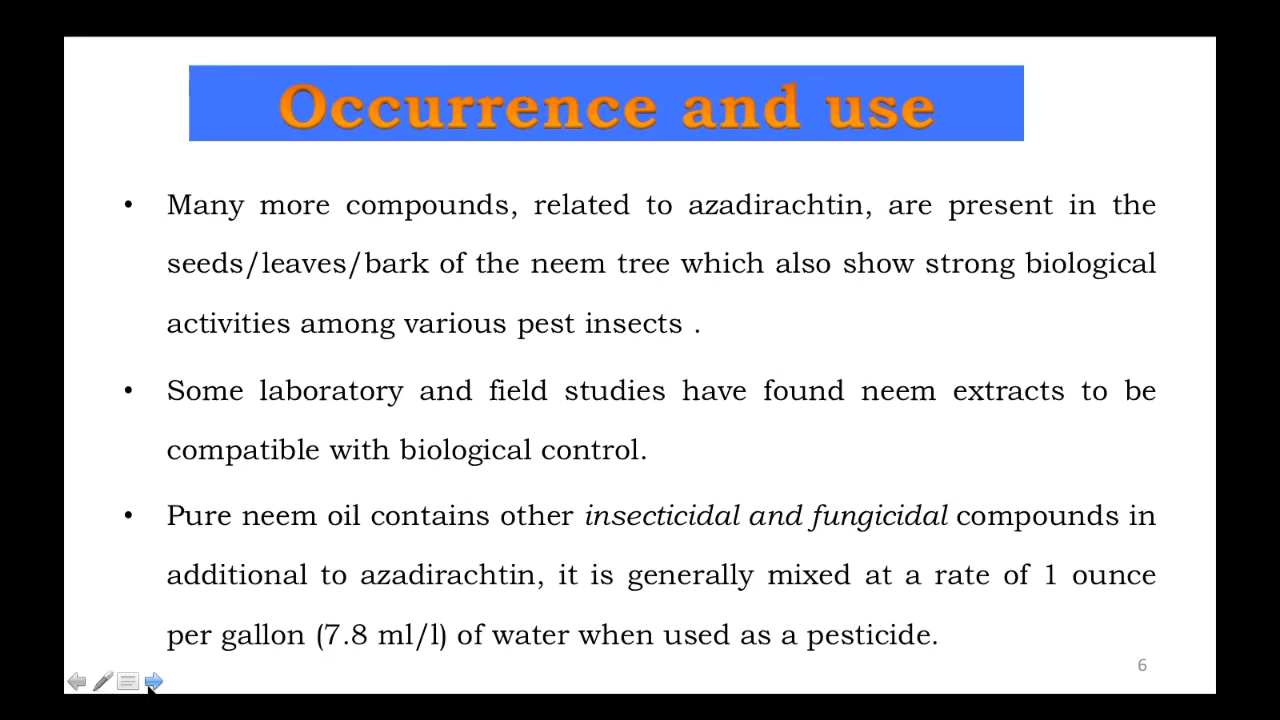 Occurrence and use
• Many more compounds, related to azadirachtin, are present in the
seeds/leaves/bark of the neem tree which also show strong biological
activities among various pest insects .
• Some laboratory and field studies have found neem extracts to be
compatible with biological control.
• Pure neem oil contains other insecticidal and fungicidal compounds in
additional to azadirachtin, it is generally mixed at a rate of 1 ounce
per gallon (7.8 ml/l) of water when used as a pesticide.
6